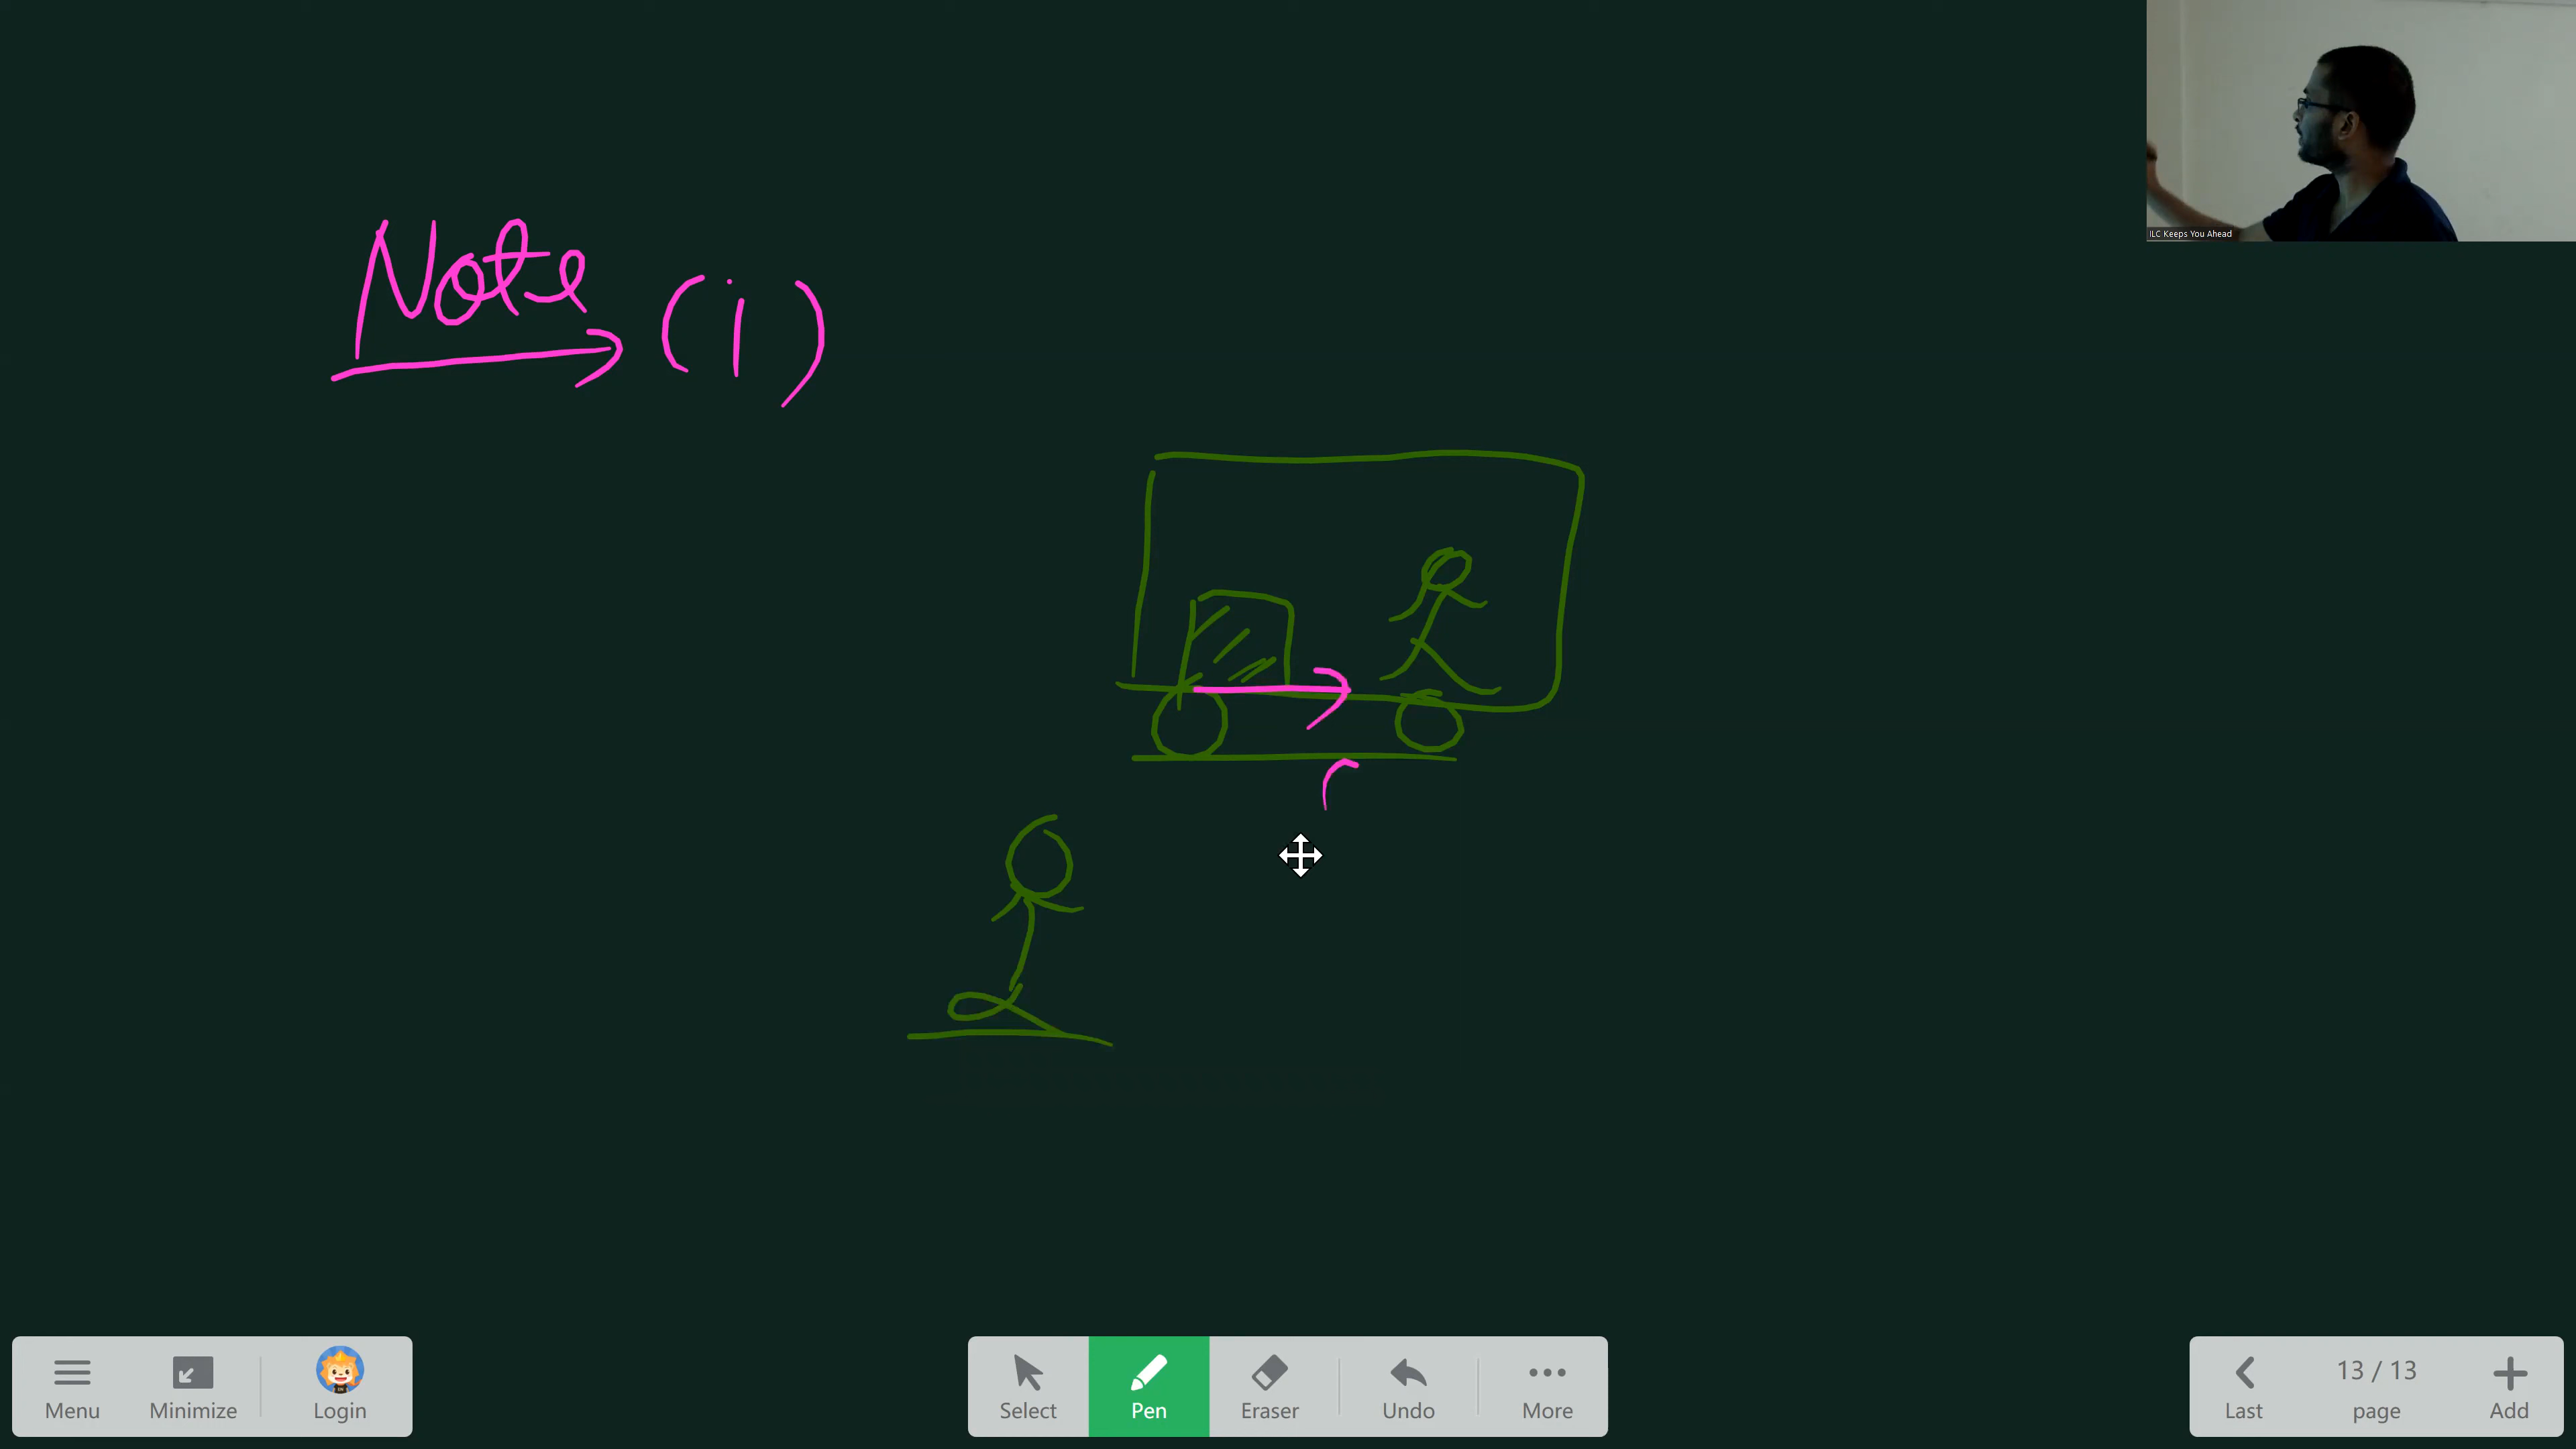 ILC Keeps You Ahead
Note (i)
Menu
Minimize
Login
Select
Pen
Eraser
Undo
More
Last
13 / 13
page
Add